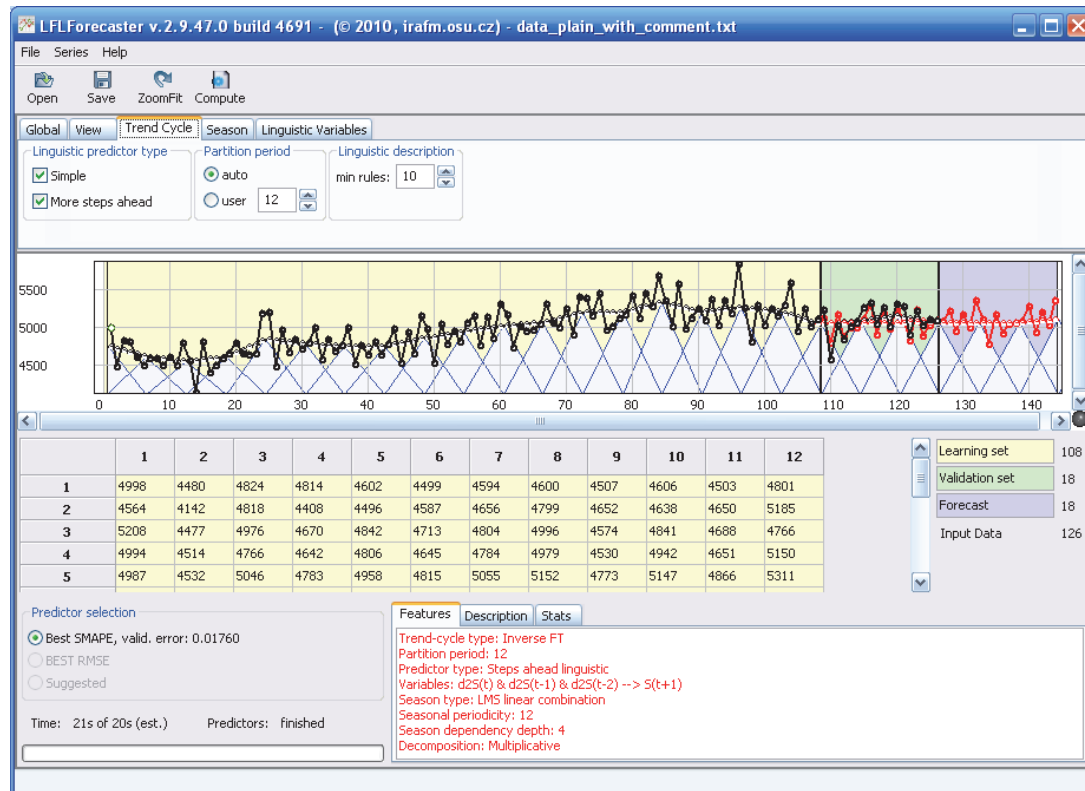 LFLForecaster v.2.9.47.0 build 4691 - (© 2010, irafm.osu.cz) - data_plain_with_comment.txt
File Series Help
Open Save ZoomFit Compute
Global View Trend Cycle Season Linguistic Variables
Linguistic predictor type Partition period Linguistic description
Simple auto min rules: 10
More steps ahead user 12
5500
5000
4500
0 10 20 30 40 50 60 70 80 90 100 110 120 130 140
1 2 3 4 5 6 7 8 9 10 11 12
1 4998 4480 4824 4814 4602 4499 4594 4600 4507 4606 4503 4801
2 4564 4142 4818 4408 4496 4587 4656 4799 4652 4638 4650 5185
3 5208 4477 4976 4670 4842 4713 4804 4996 4574 4841 4688 4766
4 4994 4514 4766 4642 4806 4645 4784 4979 4530 4942 4651 5150
5 4987 4532 5046 4783 4958 4815 5055 5152 4773 5147 4866 5311
Learning set 108
Validation set 18
Forecast 18
Input Data 126
Predictor selection
Best SMAPE, valid. error: 0.01760
BEST RMSE
Suggested
Time: 21s of 20s (est.) Predictors: finished
Features Description Stats
Trend-cycle type: Inverse FT
Partition period: 12
Predictor type: Steps ahead linguistic
Variables: d2S(t) & d2S(t-1) & d2S(t-2) --> S(t+1)
Season type: LMS linear combination
Seasonal periodicity: 12
Season dependency depth: 4
Decomposition: Multiplicative